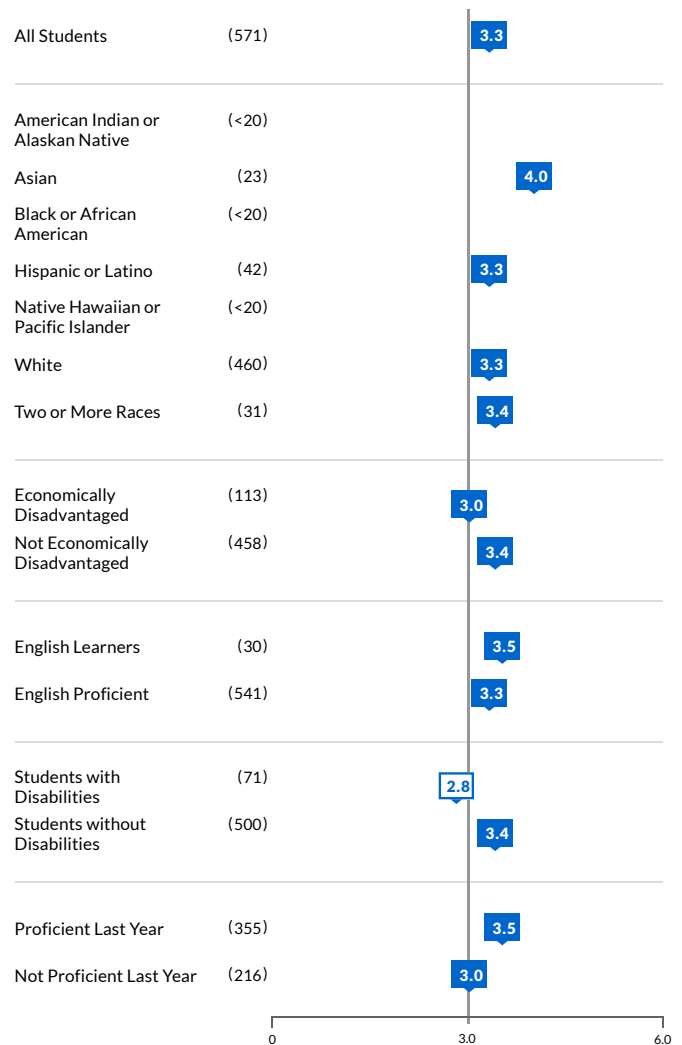 All Students (571) 3.3
American Indian or (<20)
Alaskan Native
Asian (23) 4.0
Black or African (<20)
American
Hispanic or Latino (42) 3.3
Native Hawaiian or (<20)
Pacific Islander
White (460) 3.3
Two or More Races (31) 3.4
Economically (113) 3.0
Disadvantaged
Not Economically (458) 3.4
Disadvantaged
English Learners (30) 3.5
English Proficient (541) 3.3
Students with (71) 2.8
Disabilities
Students without (500) 3.4
Disabilities
Proficient Last Year (355) 3.5
Not Proficient Last Year (216) 3.0
0 3.0 6.0